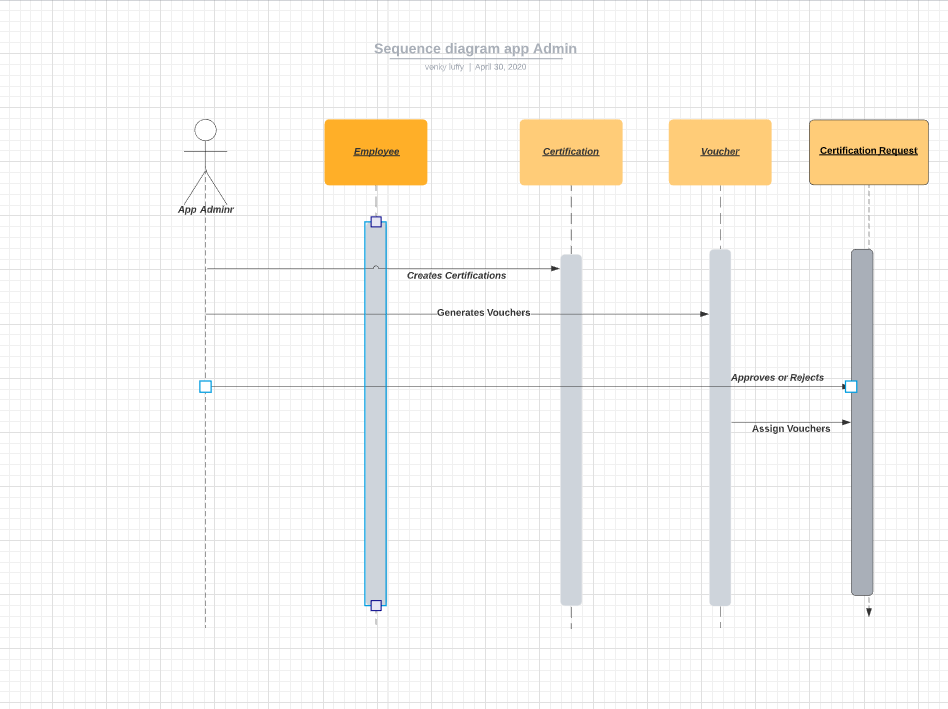 Sequence diagram app Admin
venky luffy | April 30, 2020
Employee
Certification
Voucher
Certification Request
App Adminr
Creates Certifications
Generates Vouchers
Approves or Rejects
Assign Vouchers